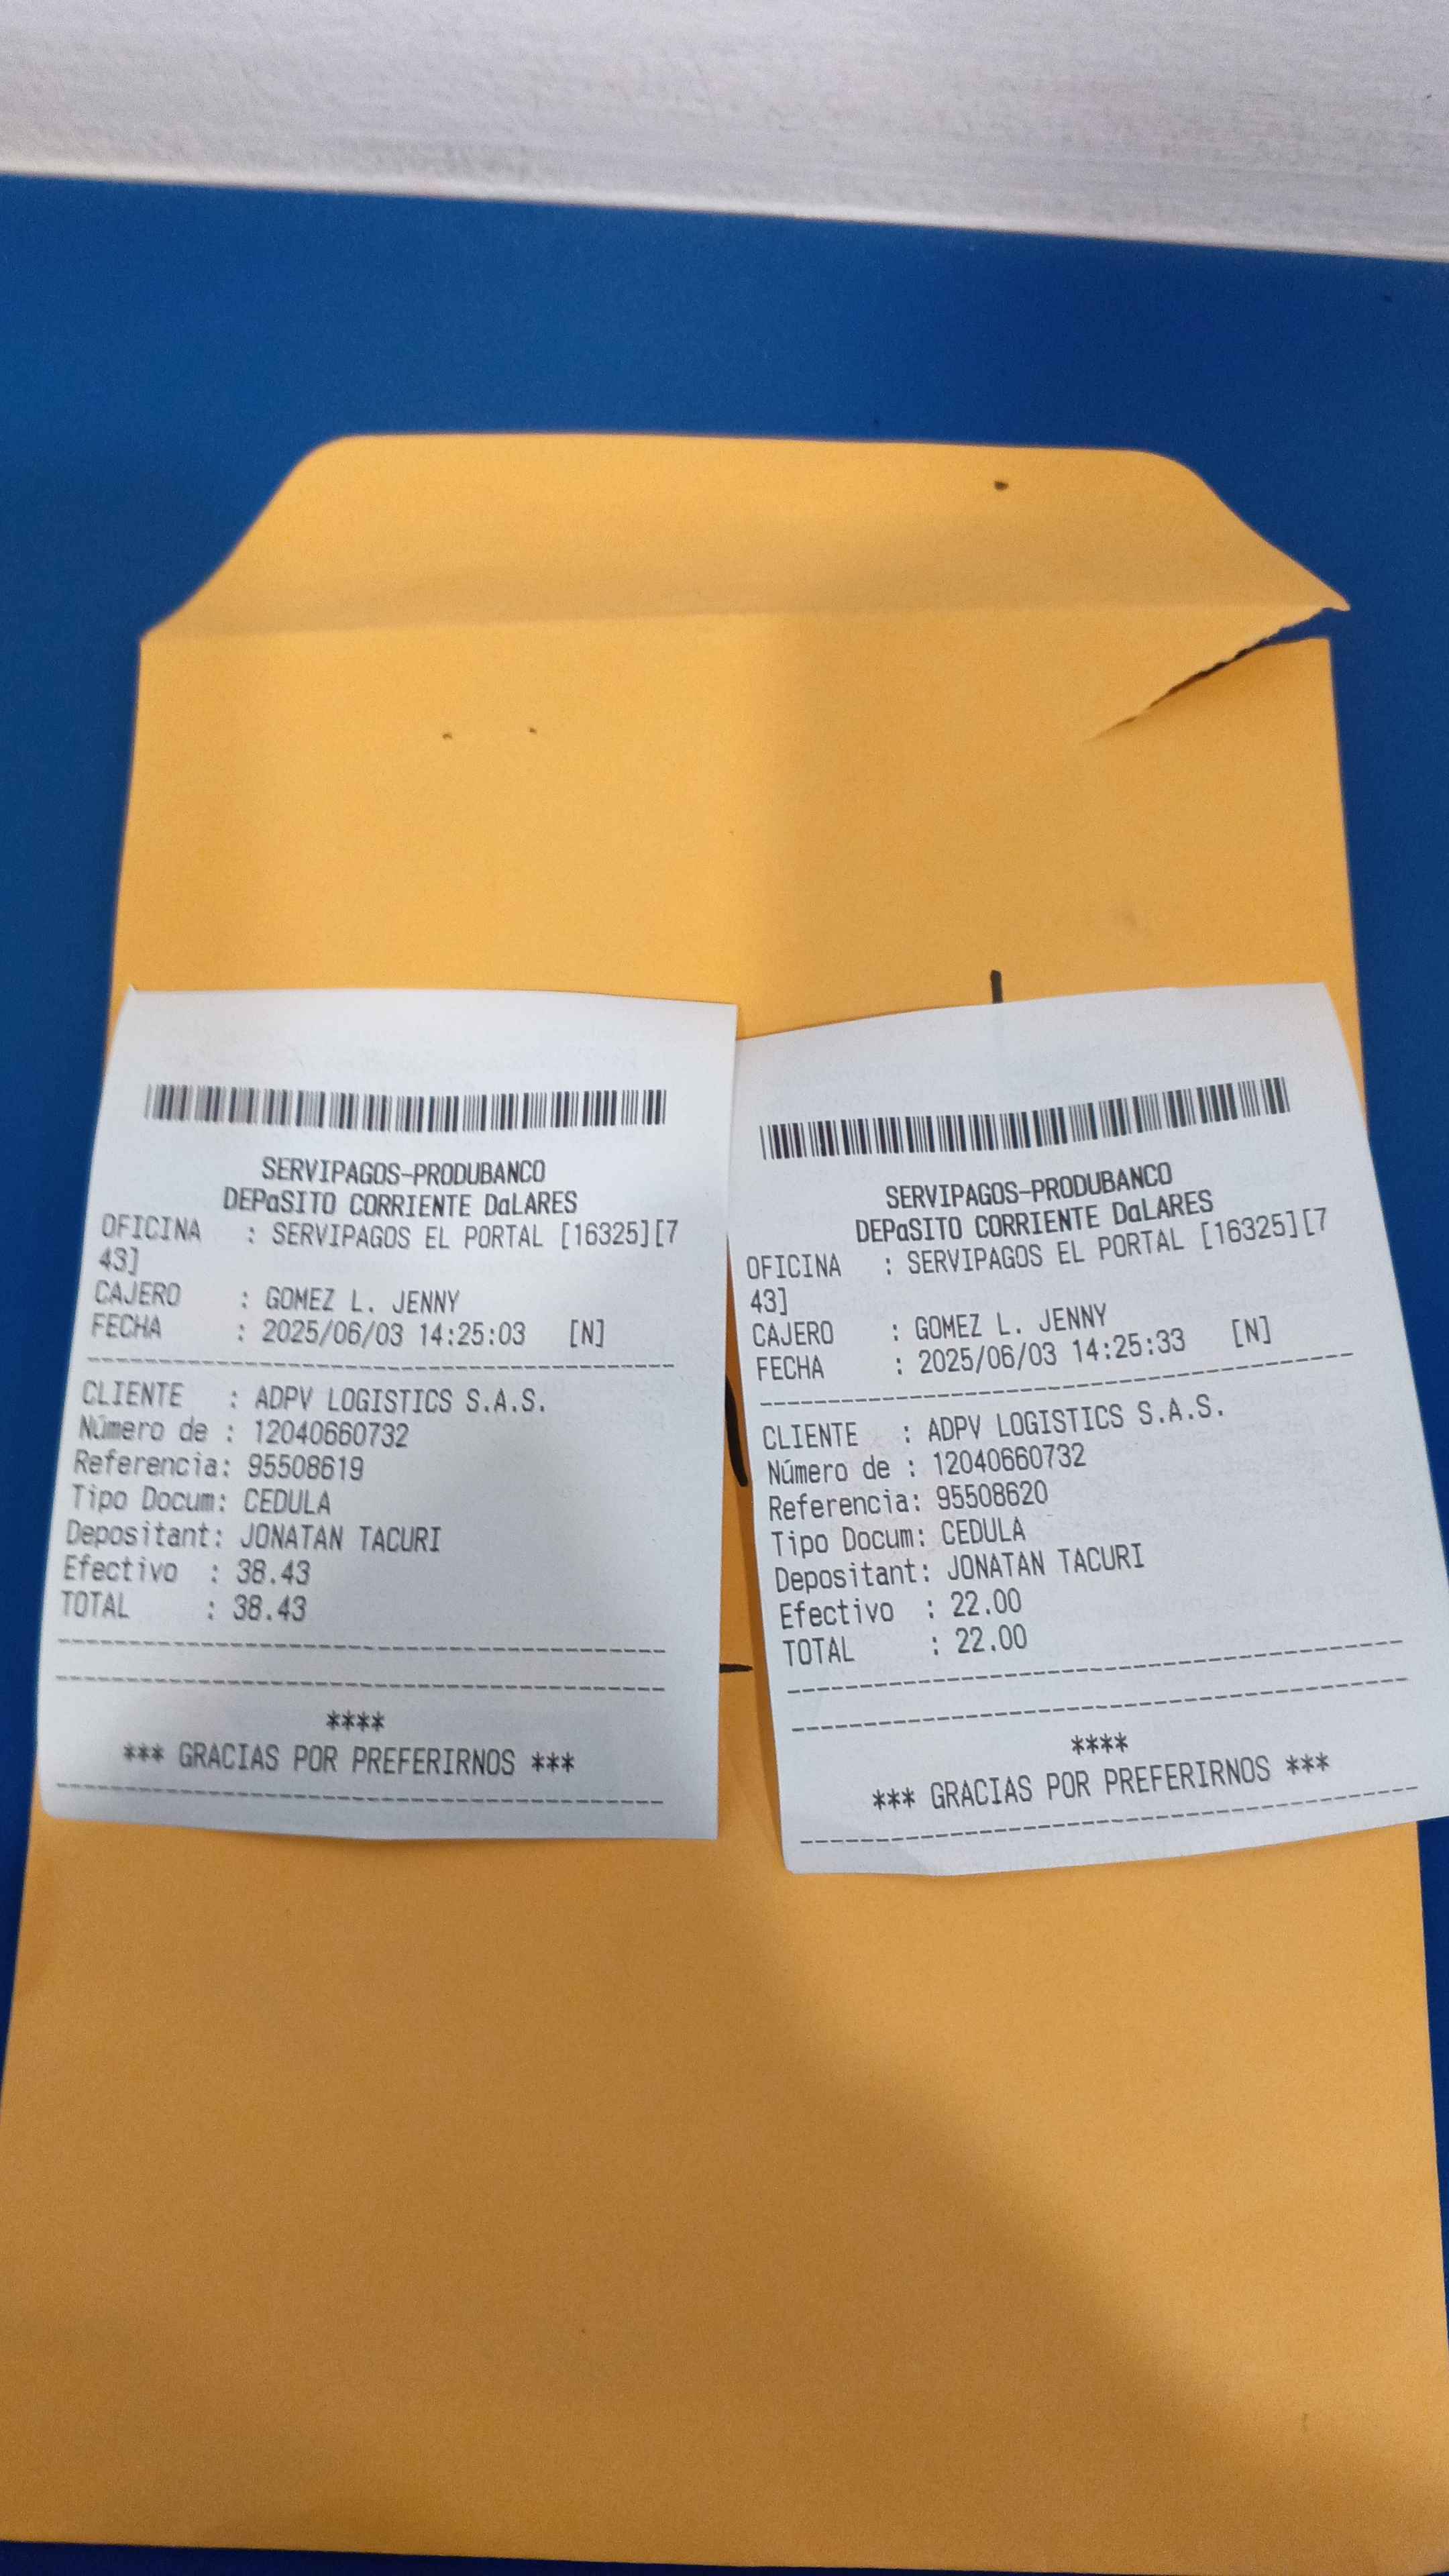 SERVIPAGOS-PRODUBANCO
DEPaSITO CORRIENTE DaLARES
OFICINA : SERVIPAGOS EL PORTAL [16325][7
43]
CAJERO : GOMEZ L. JENNY
FECHA : 2025/06/03 14:25:03 [N]
CLIENTE : ADPV LOGISTICS S.A.S.
Número de : 12040660732
Referencia: 95508619
Tipo Docum: CEDULA
Depositant: JONATAN TACURI
Efectivo : 38.43
TOTAL : 38.43
****
*** GRACIAS POR PREFERIRNOS ***
SERVIPAGOS-PRODUBANCO
DEPaSITO CORRIENTE DaLARES
OFICINA : SERVIPAGOS EL PORTAL [16325][7
43]
CAJERO : GOMEZ L. JENNY
FECHA : 2025/06/03 14:25:33 [N]
CLIENTE : ADPV LOGISTICS S.A.S.
Número de : 12040660732
Referencia: 95508620
Tipo Docum: CEDULA
Depositant: JONATAN TACURI
Efectivo : 22.00
TOTAL : 22.00
****
*** GRACIAS POR PREFERIRNOS ***